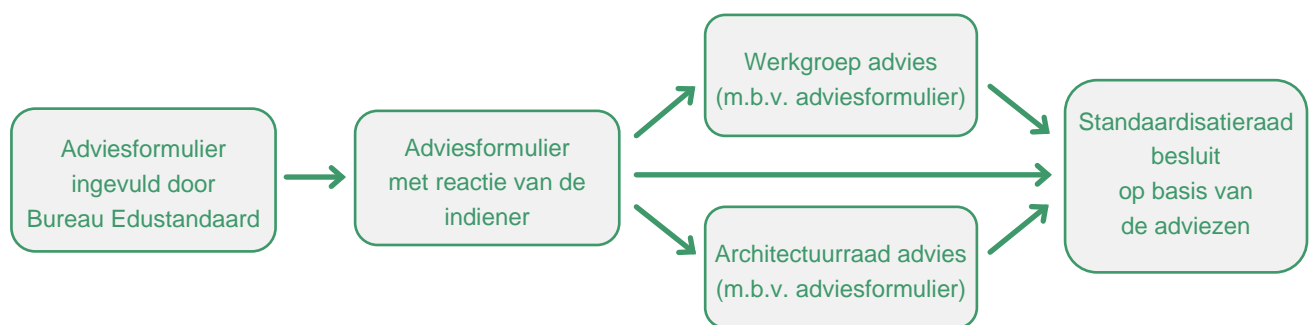 Adviesformulier
ingevuld door
Bureau Edustandaard
Adviesformulier
met reactie van de
indiener
Werkgroep advies
(m.b.v. adviesformulier)
Architectuurraad advies
(m.b.v. adviesformulier)
Standaardisatieraad
besluit
op basis van
de adviezen